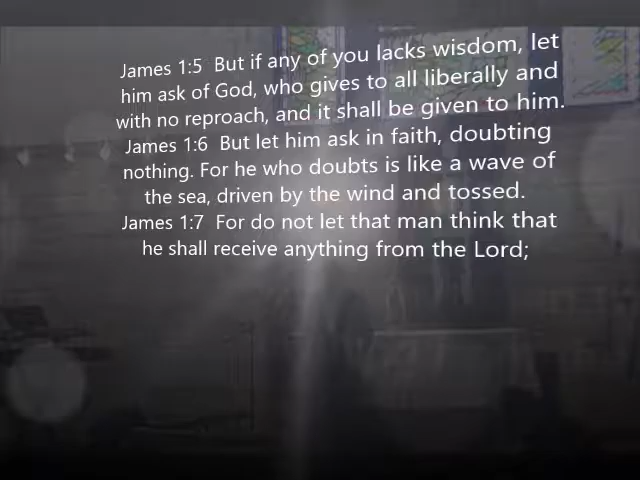 James 1:5  But if any of you lacks wisdom, let
him ask of God, who gives to all liberally and
with no reproach, and it shall be given to him.
James 1:6  But let him ask in faith, doubting
nothing. For he who doubts is like a wave of
the sea, driven by the wind and tossed.
James 1:7  For do not let that man think that
he shall receive anything from the Lord;